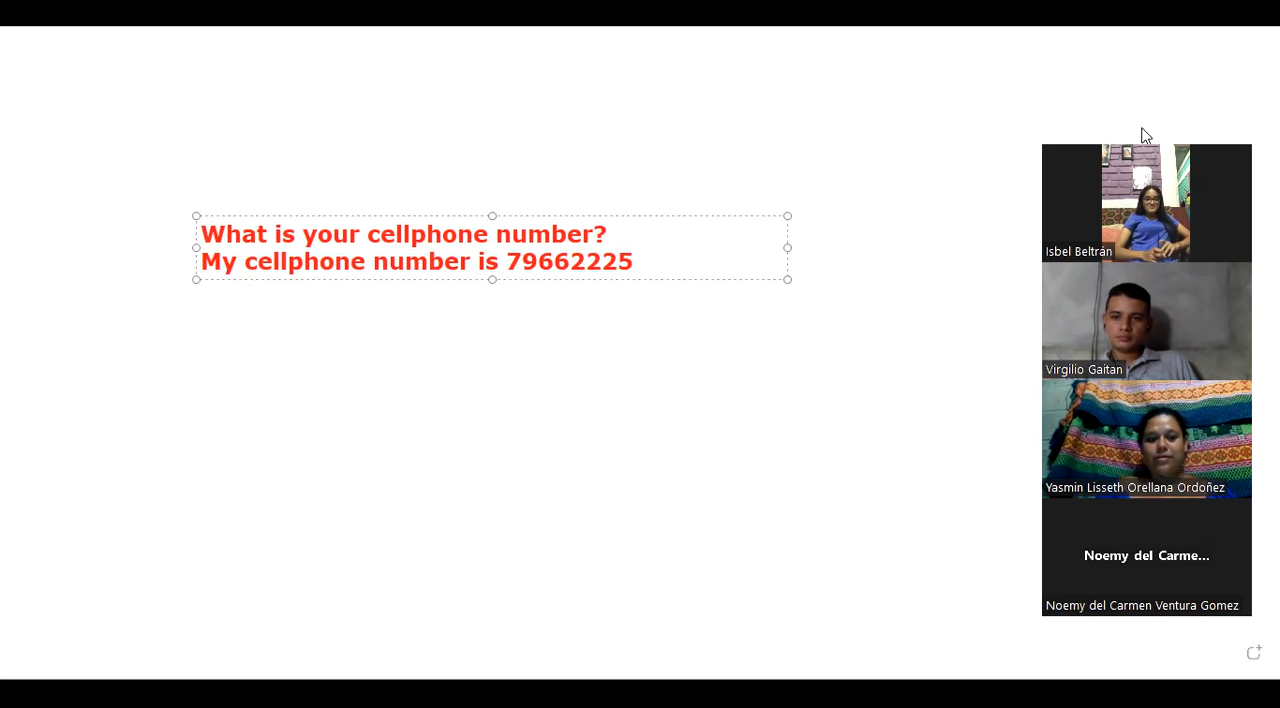 What is your cellphone number?
My cellphone number is 79662225
Isbel Beltrán
Virgilio Gaitan
Yasmin Lisseth Orellana Ordoñez
Noemy del Carme...
Noemy del Carmen Ventura Gomez